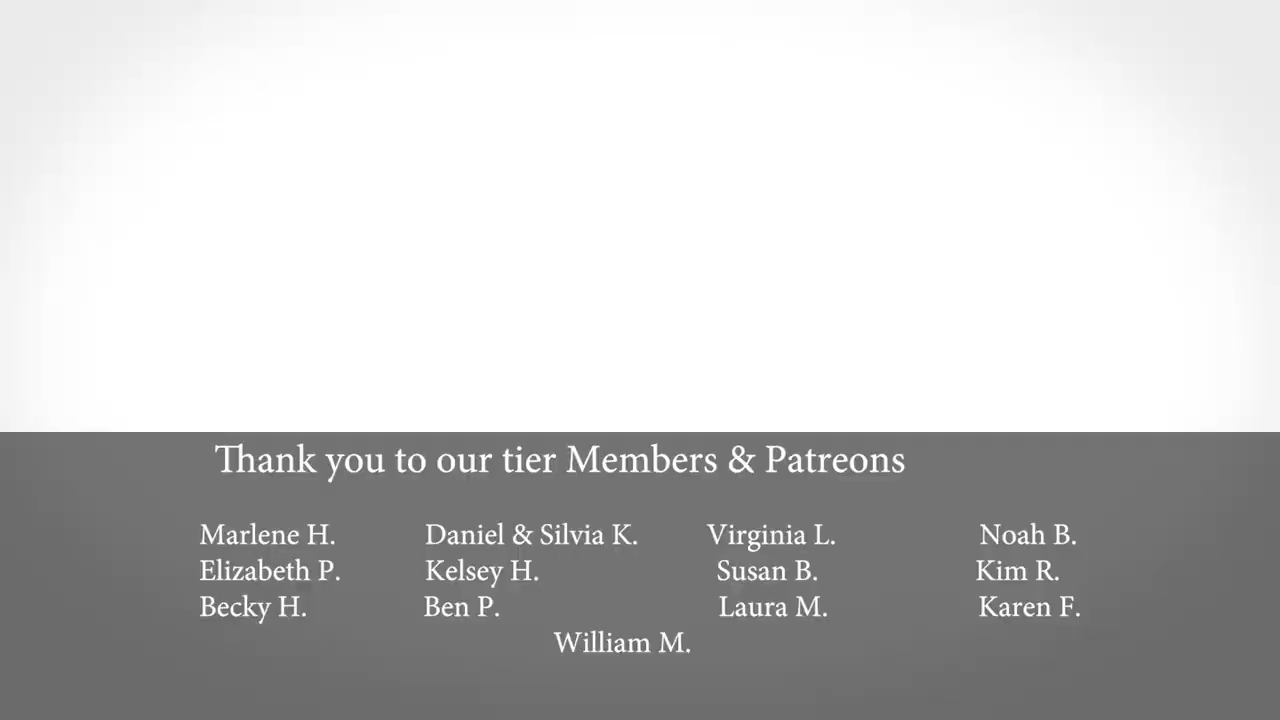 Thank you to our tier Members & Patreons
Marlene H. Daniel & Silvia K. Virginia L. Noah B.
Elizabeth P. Kelsey H. Susan B. Kim R.
Becky H. Ben P. Laura M. Karen F.
William M.